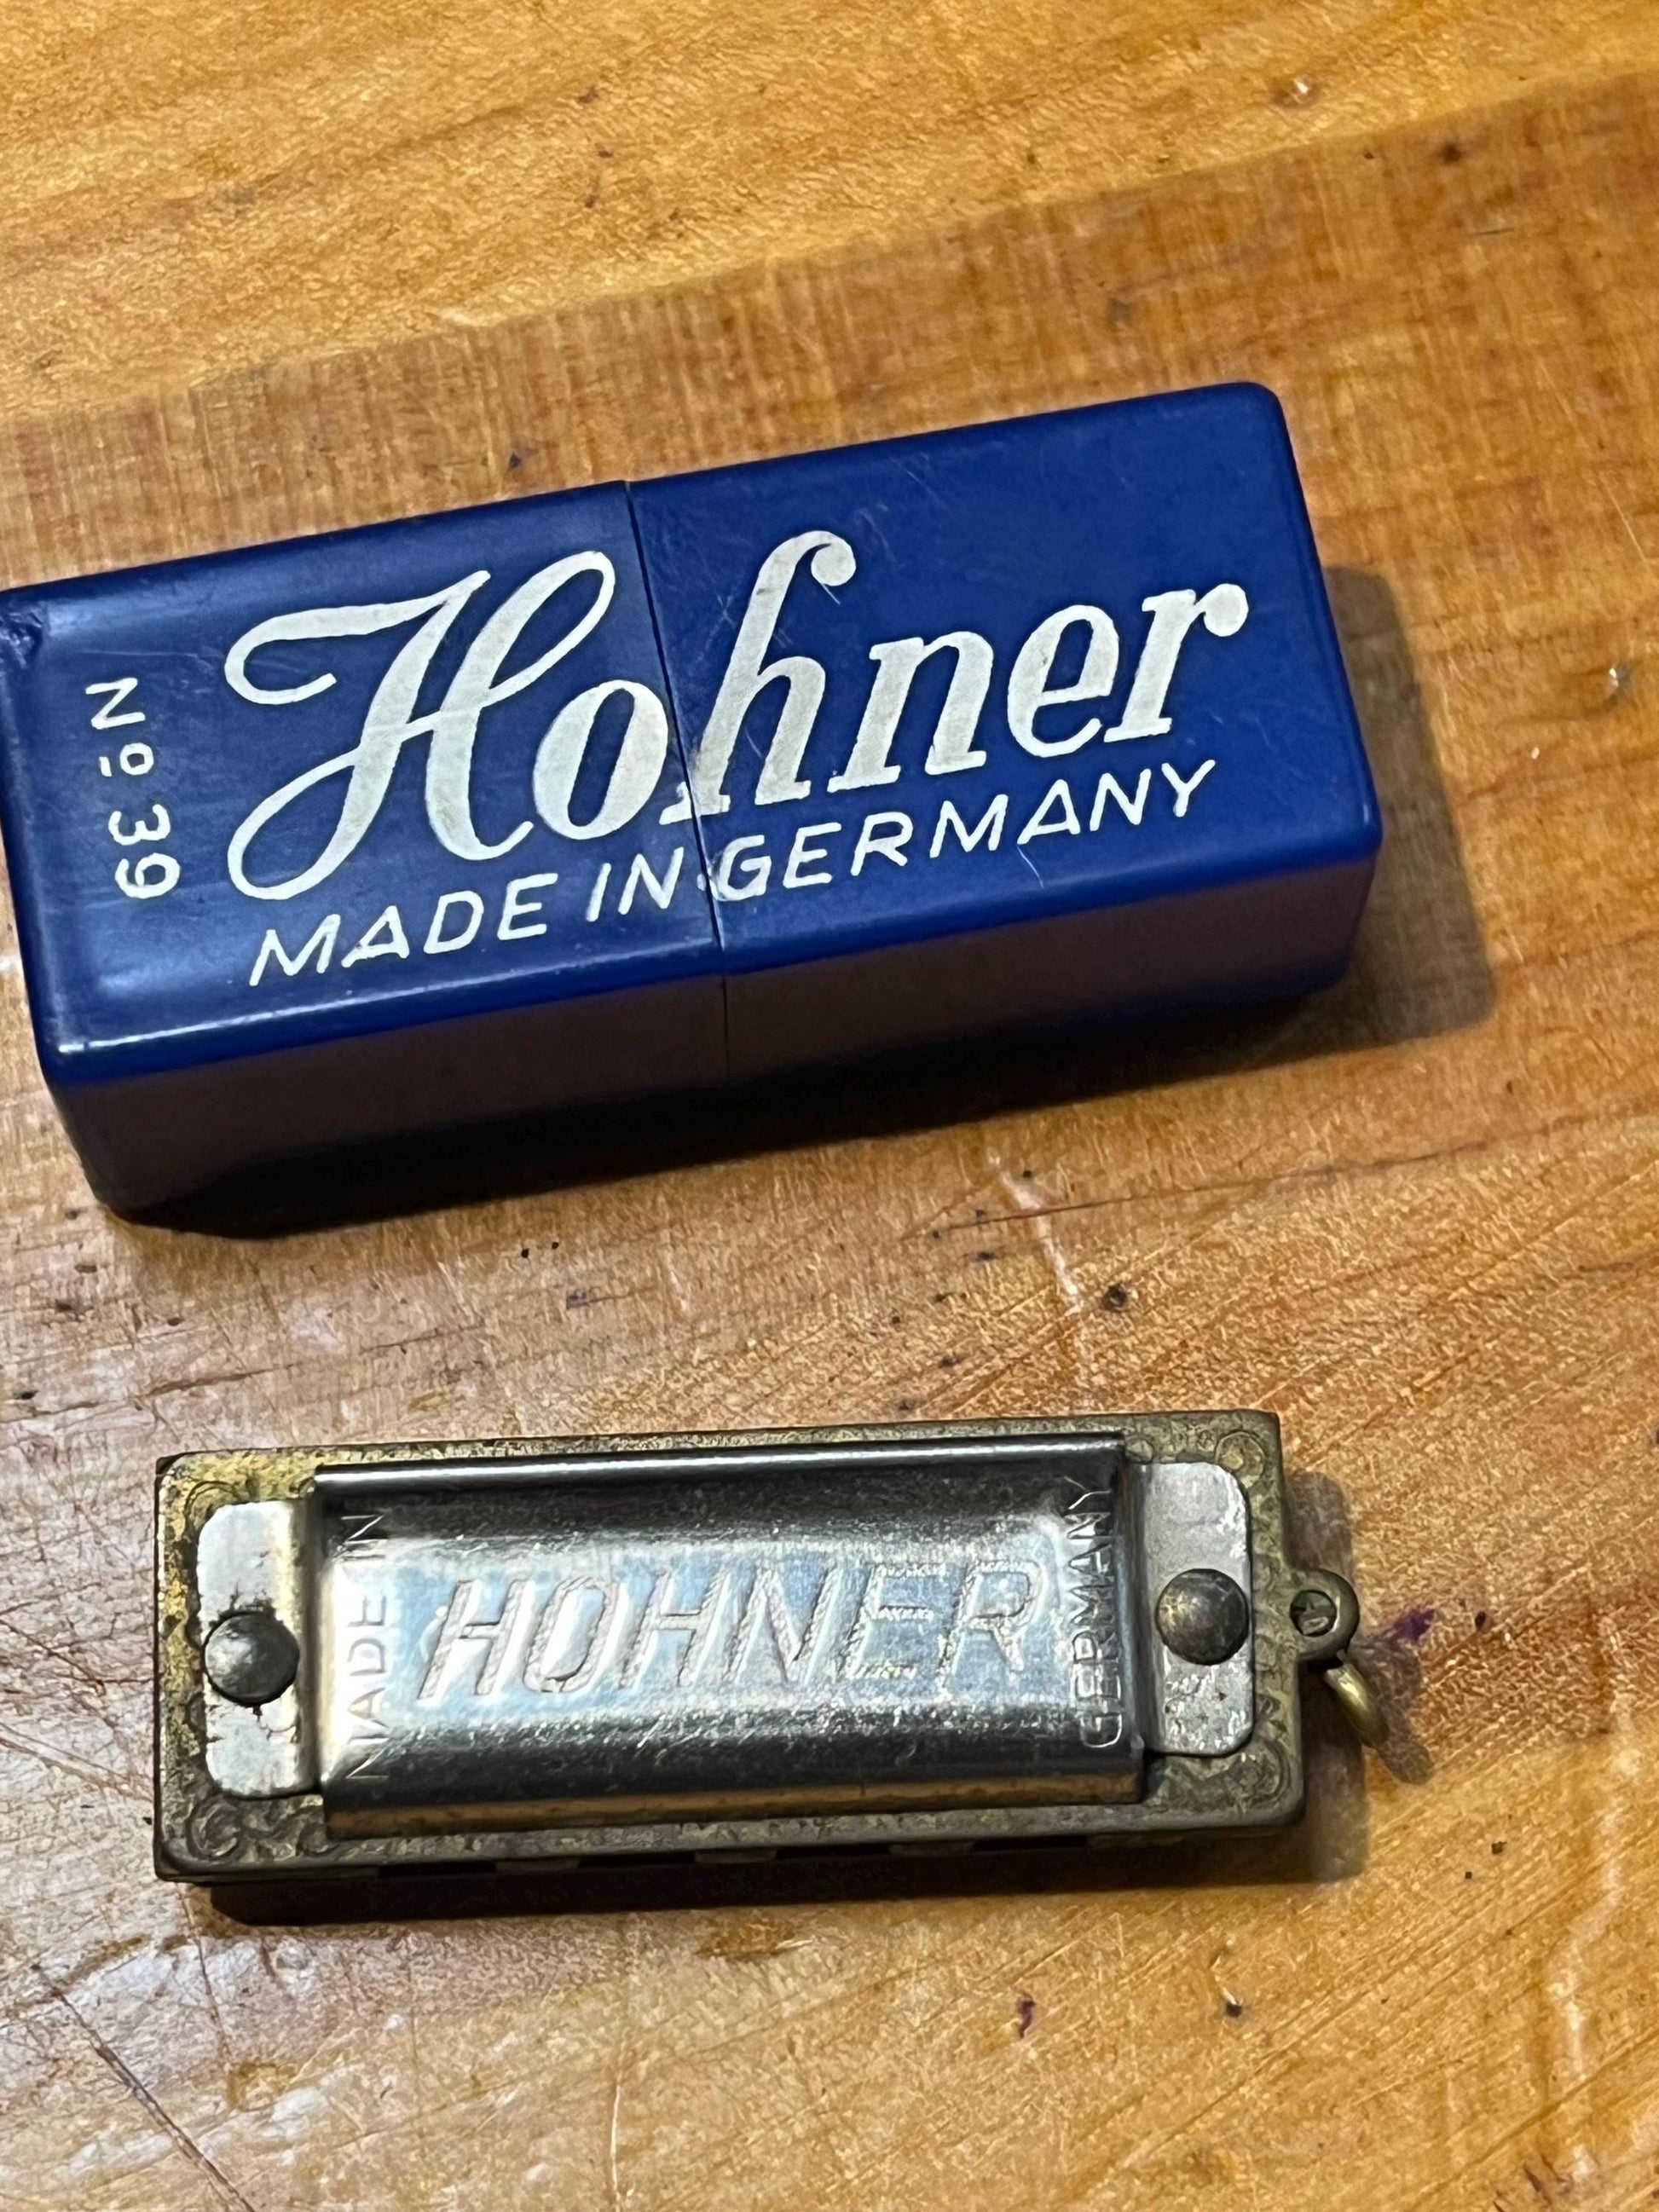 Nº 39
Hohner
MADE IN GERMANY
MADE IN
HOHNER
GERMANY